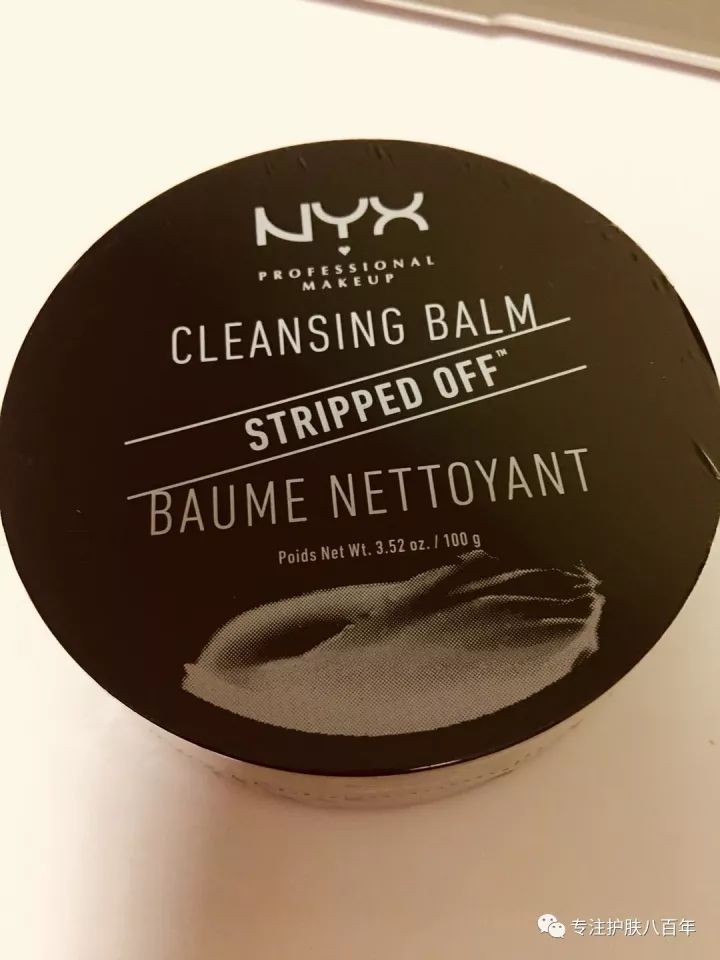 NYX
PROFESSIONAL
MAKEUP
CLEANSING BALM
STRIPPED OFF™
BAUME NETTOYANT
Poids Net Wt. 3.52 oz. / 100 g
专注护肤八百年